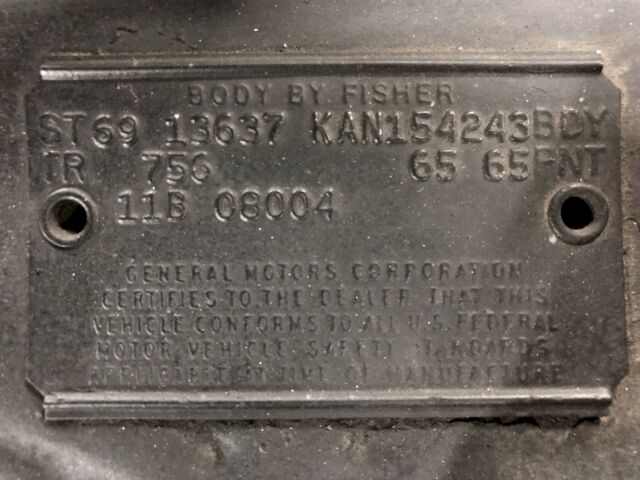 BODY BY FISHER
ST69 13637 KAN154243BDY
TR 756 65 65PNT
11B 08004
GENERAL MOTORS CORPORATION
CERTIFIES TO THE DEALER THAT THIS
VEHICLE CONFORMS TO ALL U.S. FEDERAL
MOTOR VEHICLE SAFETY STANDARDS
APPLICABLE AT TIME OF MANUFACTURE